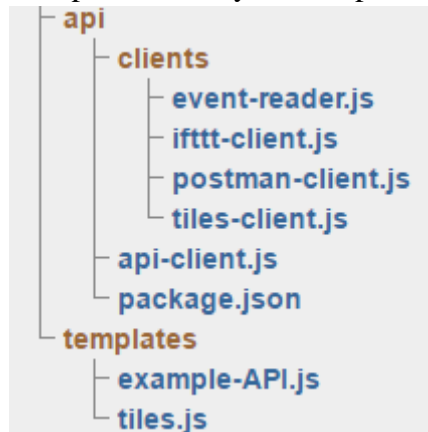 api
clients
event-reader.js
ifttt-client.js
postman-client.js
tiles-client.js
api-client.js
package.json
templates
example-API.js
tiles.js